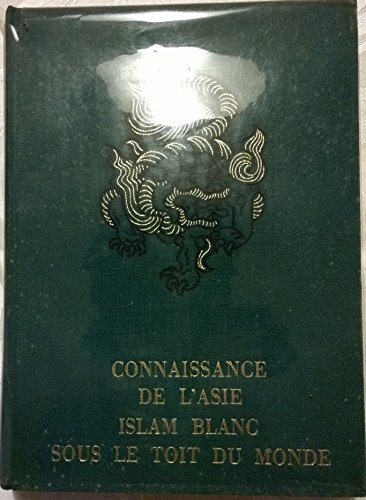 CONNAISSANCE
DE L'ASIE
ISLAM BLANC
SOUS LE TOIT DU MONDE